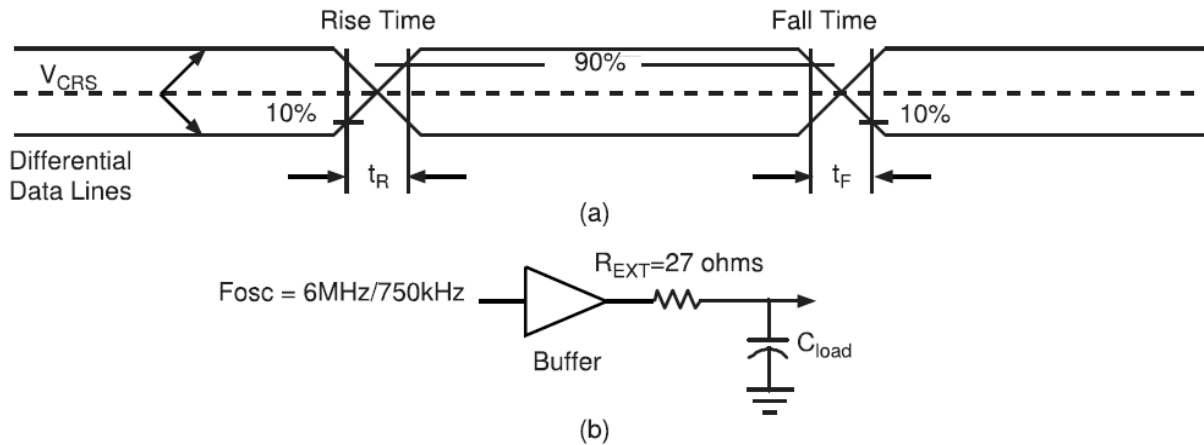 Rise Time
Fall Time
V_CRS
90%
10%
10%
Differential
Data Lines
t_R
t_F
(a)
R_EXT=27 ohms
Fosc = 6MHz/750kHz
C_load
Buffer
(b)